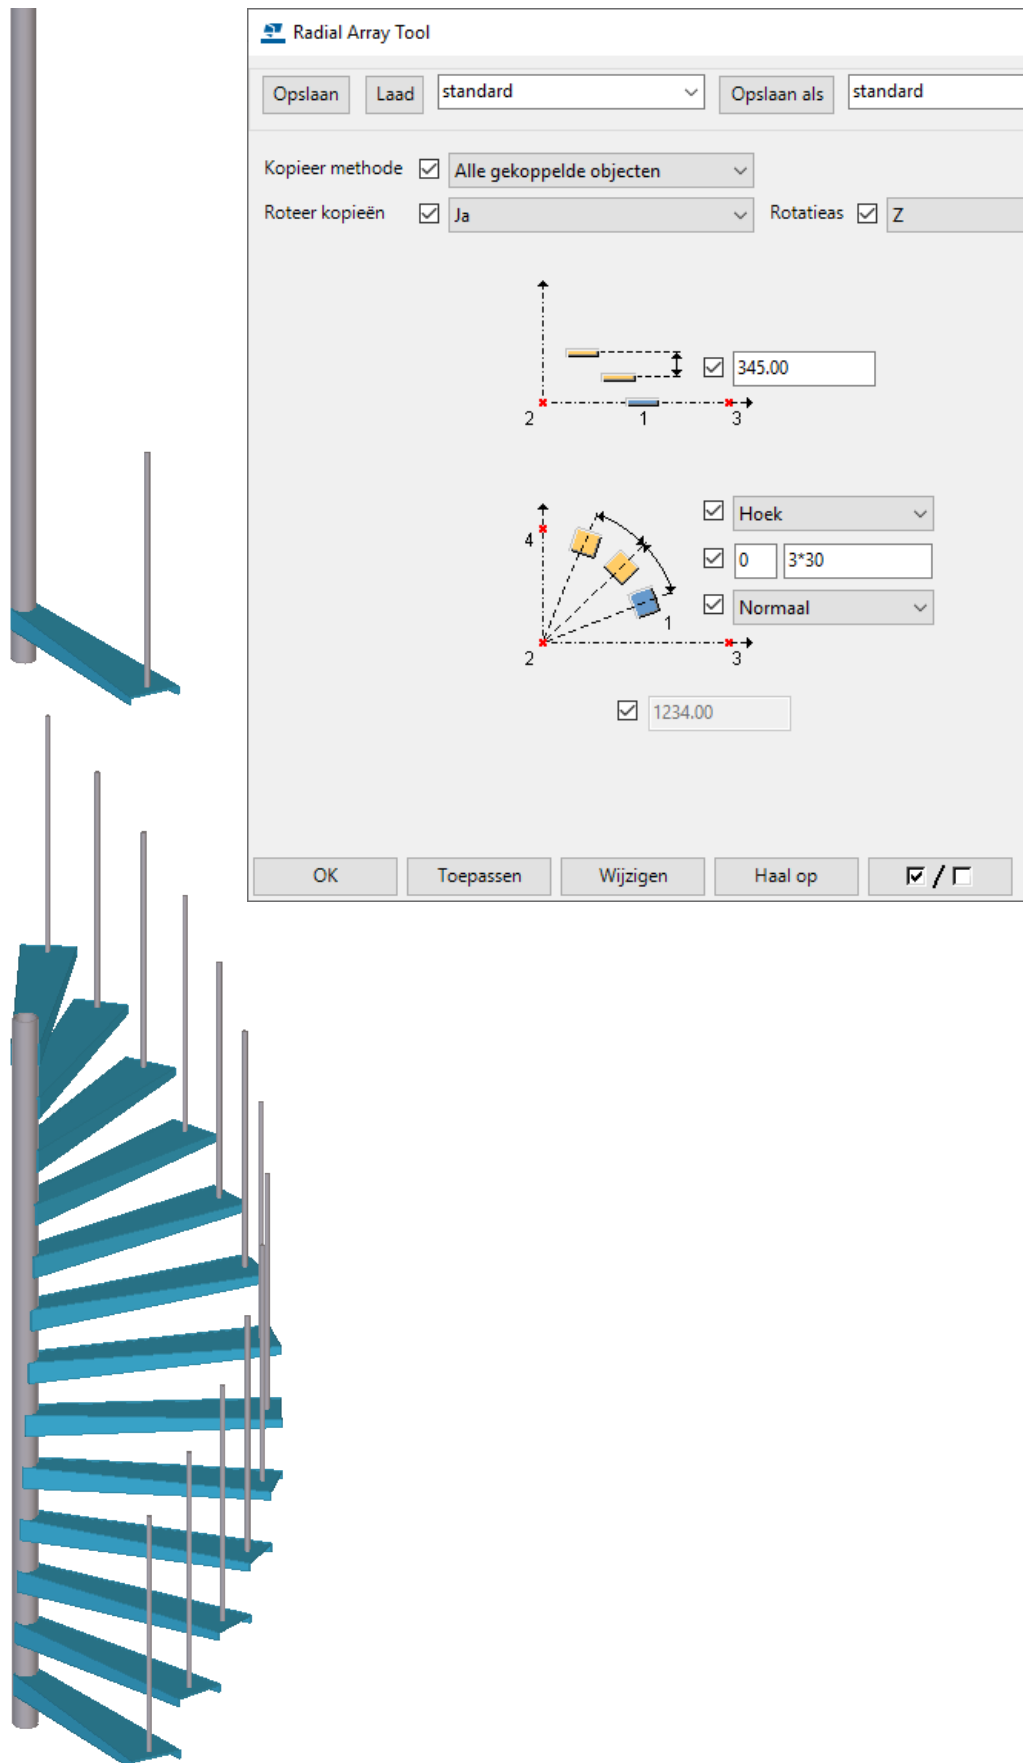 Radial Array Tool
Opslaan Laad standard Opslaan als standard
Kopieer methode Alle gekoppelde objecten
Roteer kopieën Ja Rotatieas Z
345.00
2 1 3
Hoek
4
0 3*30
Normaal
1
2 3
1234.00
OK Toepassen Wijzigen Haal op /